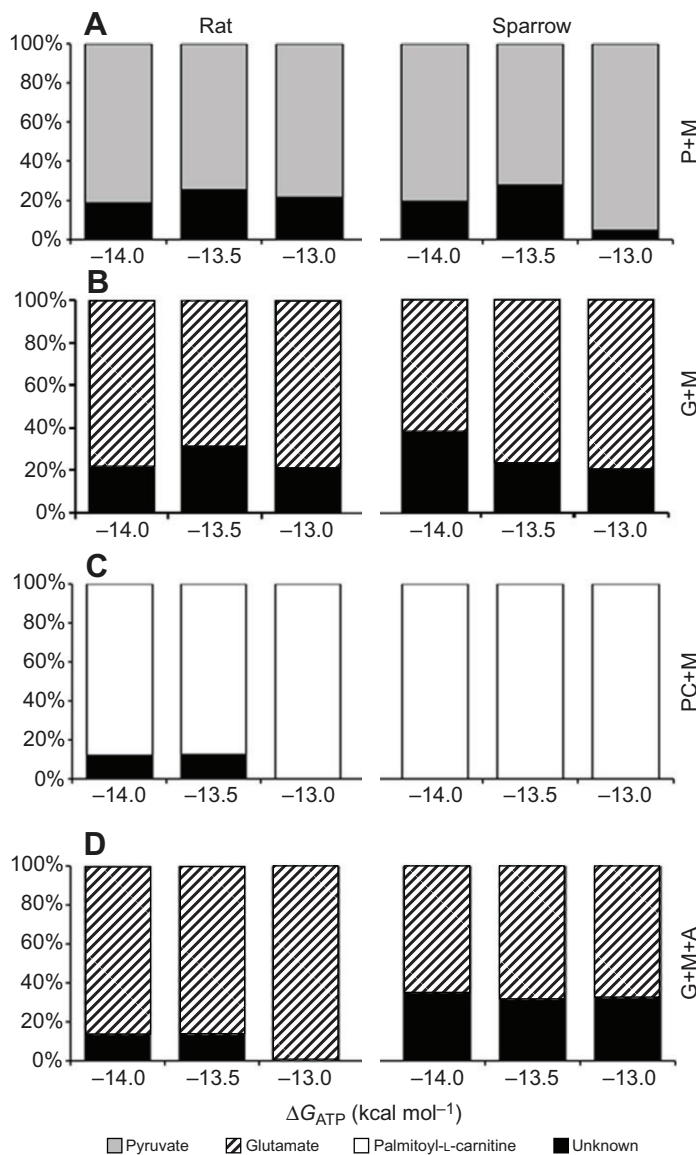 Rat Sparrow
A
100%
80%
60%
40%
20%
0%
–14.0 –13.5 –13.0 –14.0 –13.5 –13.0
P+M
B
100%
80%
60%
40%
20%
0%
–14.0 –13.5 –13.0 –14.0 –13.5 –13.0
G+M
C
100%
80%
60%
40%
20%
0%
–14.0 –13.5 –13.0 –14.0 –13.5 –13.0
PC+M
D
100%
80%
60%
40%
20%
0%
–14.0 –13.5 –13.0 –14.0 –13.5 –13.0
G+M+A
ΔG_ATP (kcal mol⁻¹)
Pyruvate Glutamate Palmitoyl-L-carnitine Unknown